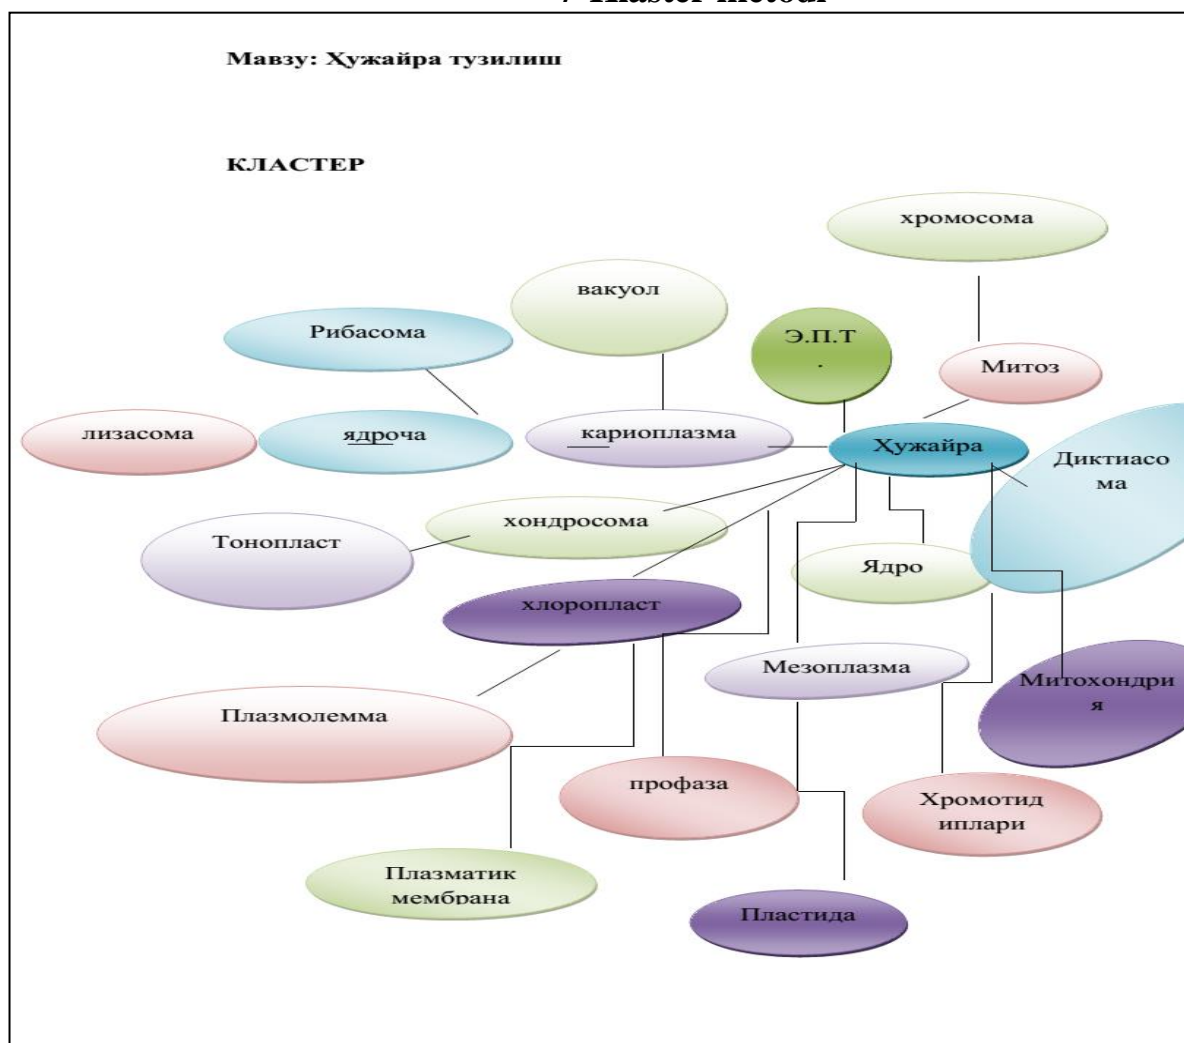 Мавзу: Ҳужайра тузилиш
КЛАСТЕР
хромосома
вакуол
Рибасома
Э.П.Т
.
Митоз
лизасома
ядроча
кариоплазма
Ҳужайра
Диктиасо
ма
Тонопласт
хондросома
Ядро
хлоропласт
Мезоплазма
Митохондри
я
Плазмолемма
профаза
Хромотид
иплари
Плазматик
мембрана
Пластида